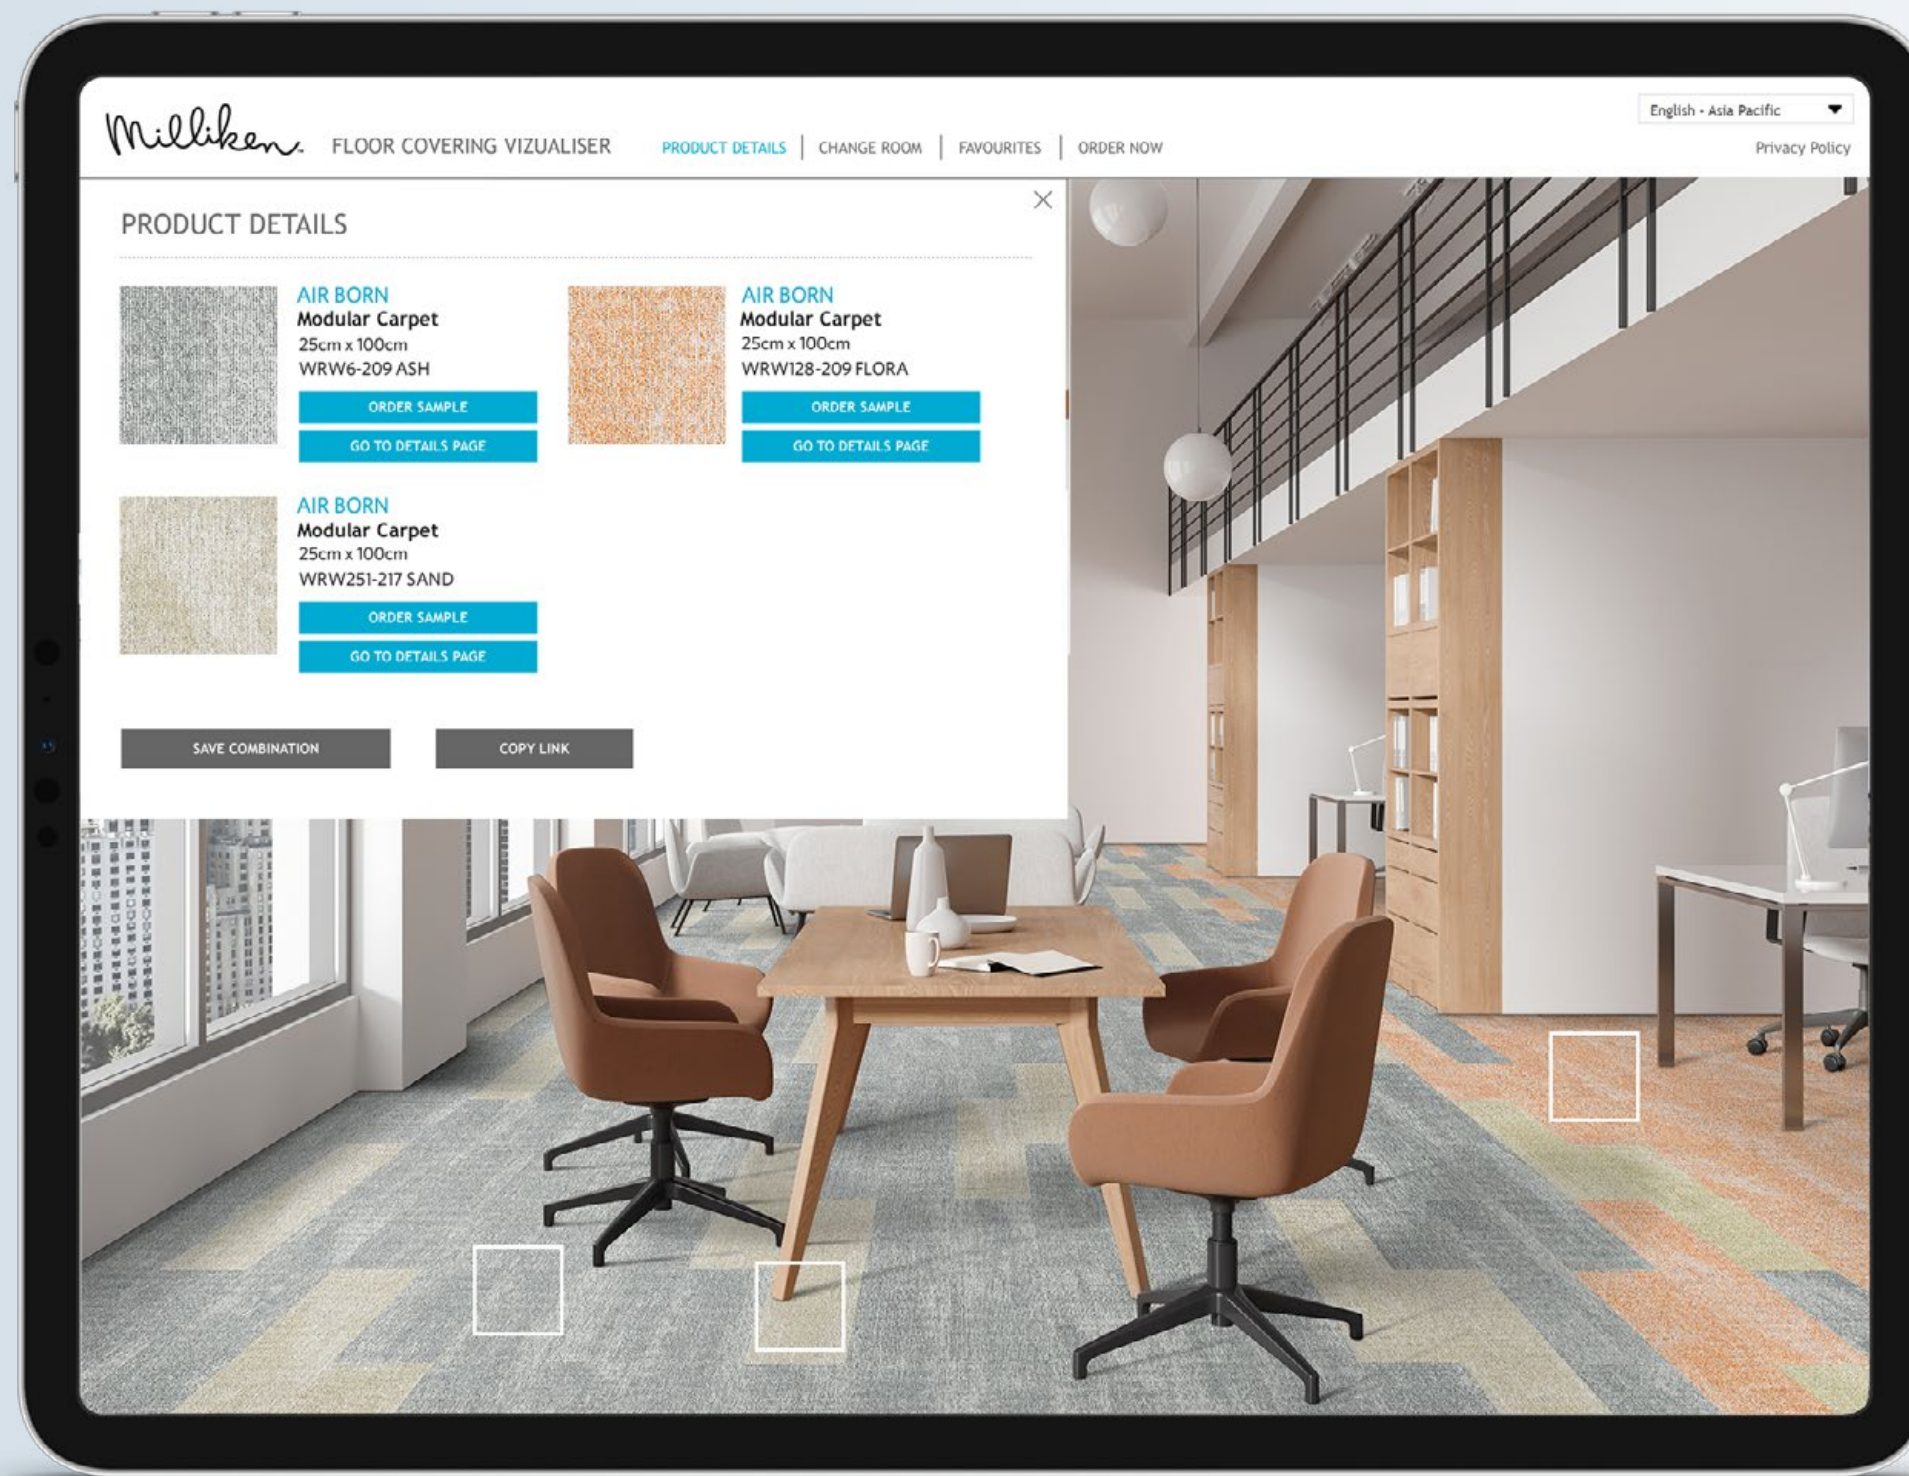 Milliken
FLOOR COVERING VIZUALISER
PRODUCT DETAILS
CHANGE ROOM
FAVOURITES
ORDER NOW
English - Asia Pacific
Privacy Policy
PRODUCT DETAILS
AIR BORN
Modular Carpet
25cm x 100cm
WRW6-209 ASH
ORDER SAMPLE
GO TO DETAILS PAGE
AIR BORN
Modular Carpet
25cm x 100cm
WRW128-209 FLORA
ORDER SAMPLE
GO TO DETAILS PAGE
AIR BORN
Modular Carpet
25cm x 100cm
WRW251-217 SAND
ORDER SAMPLE
GO TO DETAILS PAGE
SAVE COMBINATION
COPY LINK